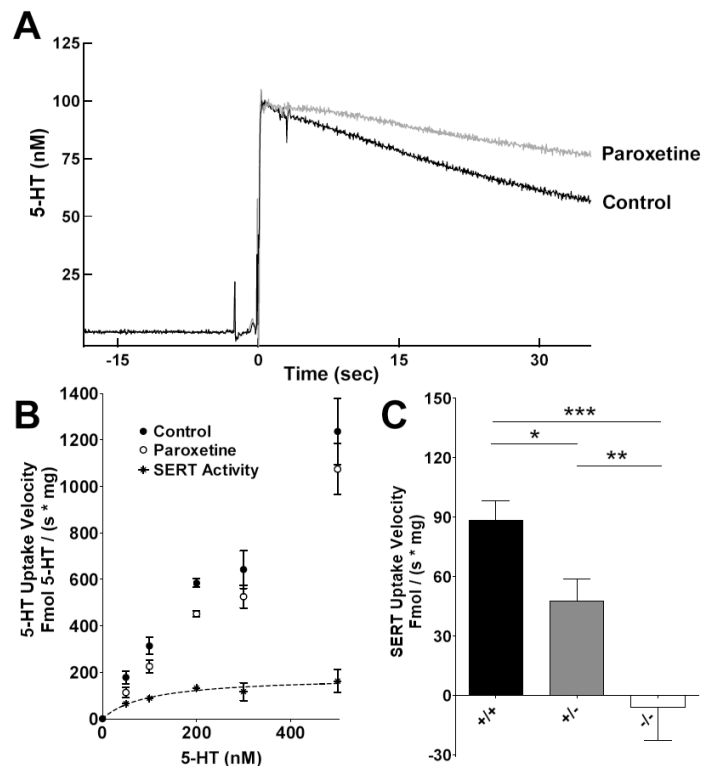 A
125
100
75
50
25
5-HT (nM)
Paroxetine
Control
-15
0
15
30
Time (sec)
B
1400
1200
1000
800
600
400
200
0
5-HT Uptake Velocity
Fmol 5-HT / (s * mg)
Control
Paroxetine
SERT Activity
0
200
400
5-HT (nM)
C
150
120
90
60
30
0
-30
SERT Uptake Velocity
Fmol / (s * mg)
***
*
**
+/+
+/-
-/-